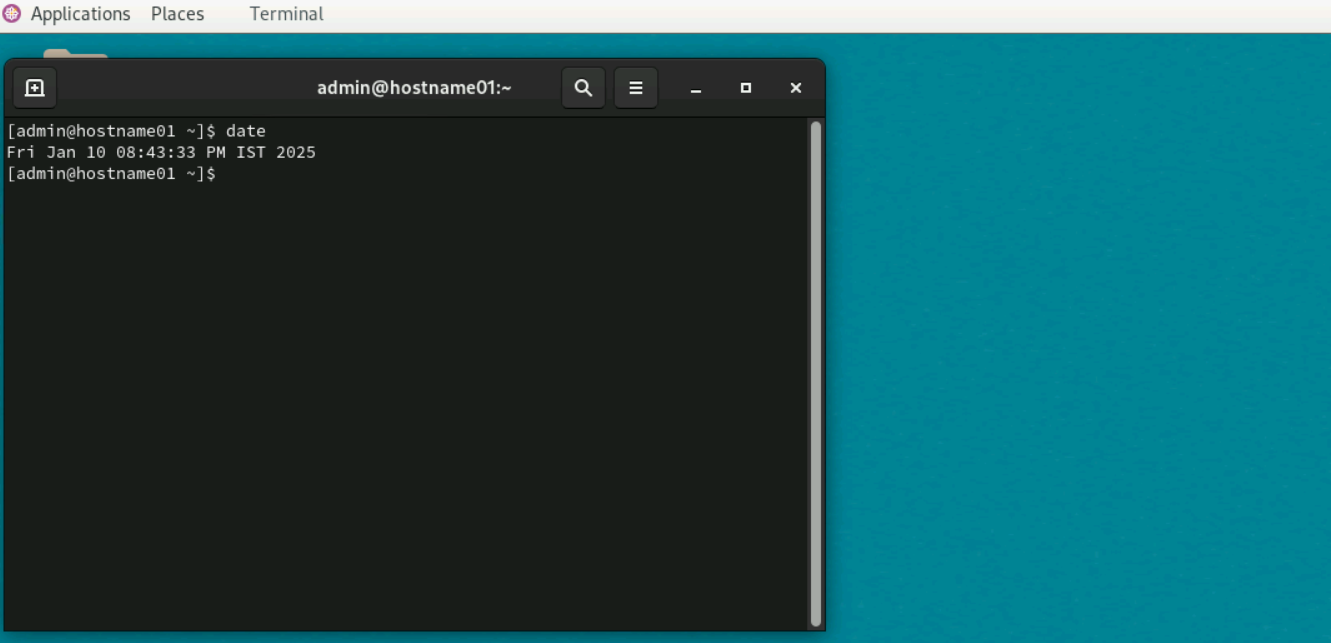 Applications Places Terminal
admin@hostname01:~
[admin@hostname01 ~]$ date
Fri Jan 10 08:43:33 PM IST 2025
[admin@hostname01 ~]$